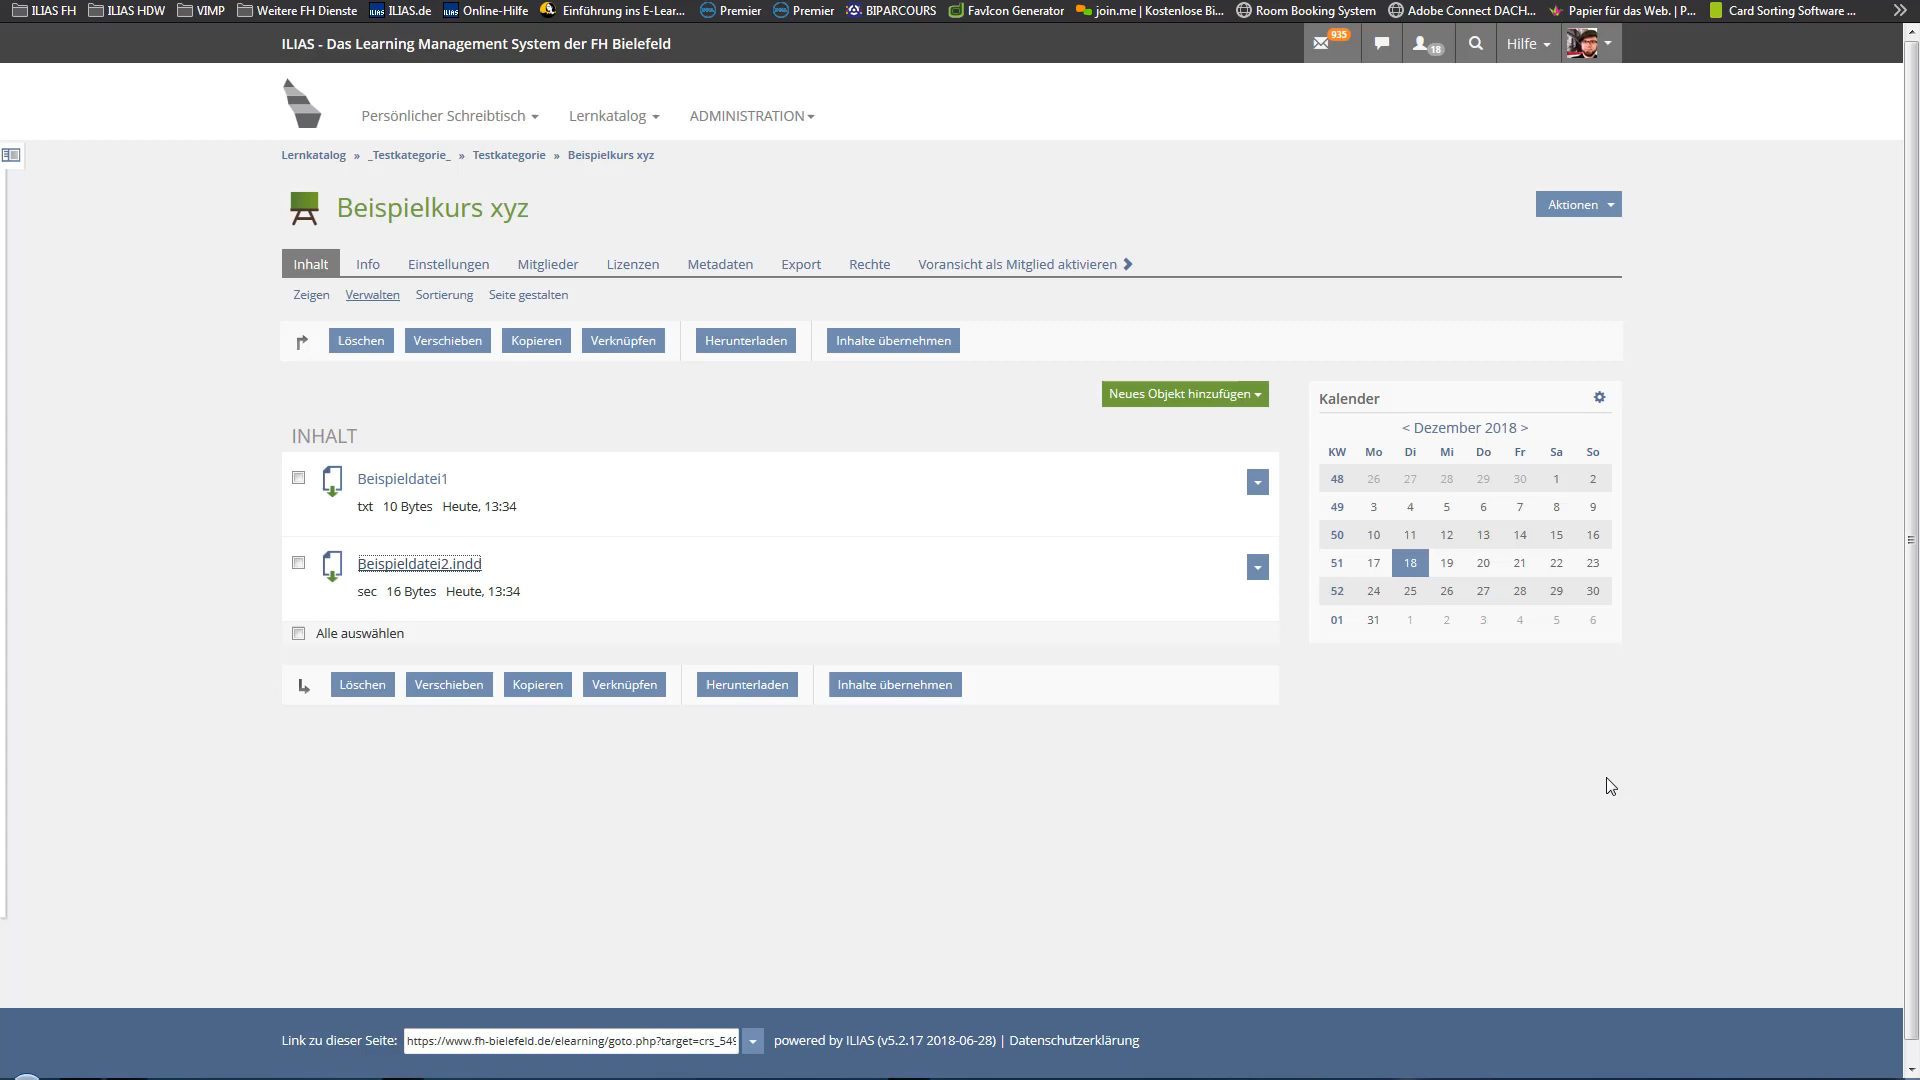 ILIAS FH ILIAS HDW VIMP Weitere FH Dienste ILIAS.de Online-Hilfe Einführung ins E-Lear... Premier Premier BIPARCOURS FavIcon Generator join.me | Kostenlose Bi... Room Booking System Adobe Connect DACH... Papier für das Web. | P... Card Sorting Software ...
ILIAS - Das Learning Management System der FH Bielefeld 935 18 Hilfe
Persönlicher Schreibtisch Lernkatalog ADMINISTRATION
Lernkatalog » _Testkategorie_ » Testkategorie » Beispielkurs xyz
Beispielkurs xyz Aktionen
Inhalt Info Einstellungen Mitglieder Lizenzen Metadaten Export Rechte Voransicht als Mitglied aktivieren
Zeigen Verwalten Sortierung Seite gestalten
Löschen Verschieben Kopieren Verknüpfen Herunterladen Inhalte übernehmen
Neues Objekt hinzufügen
INHALT
Beispieldatei1
txt 10 Bytes Heute, 13:34
Beispieldatei2.indd
sec 16 Bytes Heute, 13:34
Alle auswählen
Löschen Verschieben Kopieren Verknüpfen Herunterladen Inhalte übernehmen
Kalender
< Dezember 2018 >
KW Mo Di Mi Do Fr Sa So
48 26 27 28 29 30 1 2
49 3 4 5 6 7 8 9
50 10 11 12 13 14 15 16
51 17 18 19 20 21 22 23
52 24 25 26 27 28 29 30
01 31 1 2 3 4 5 6
Link zu dieser Seite: https://www.fh-bielefeld.de/elearning/goto.php?target=crs_549 powered by ILIAS (v5.2.17 2018-06-28) | Datenschutzerklärung